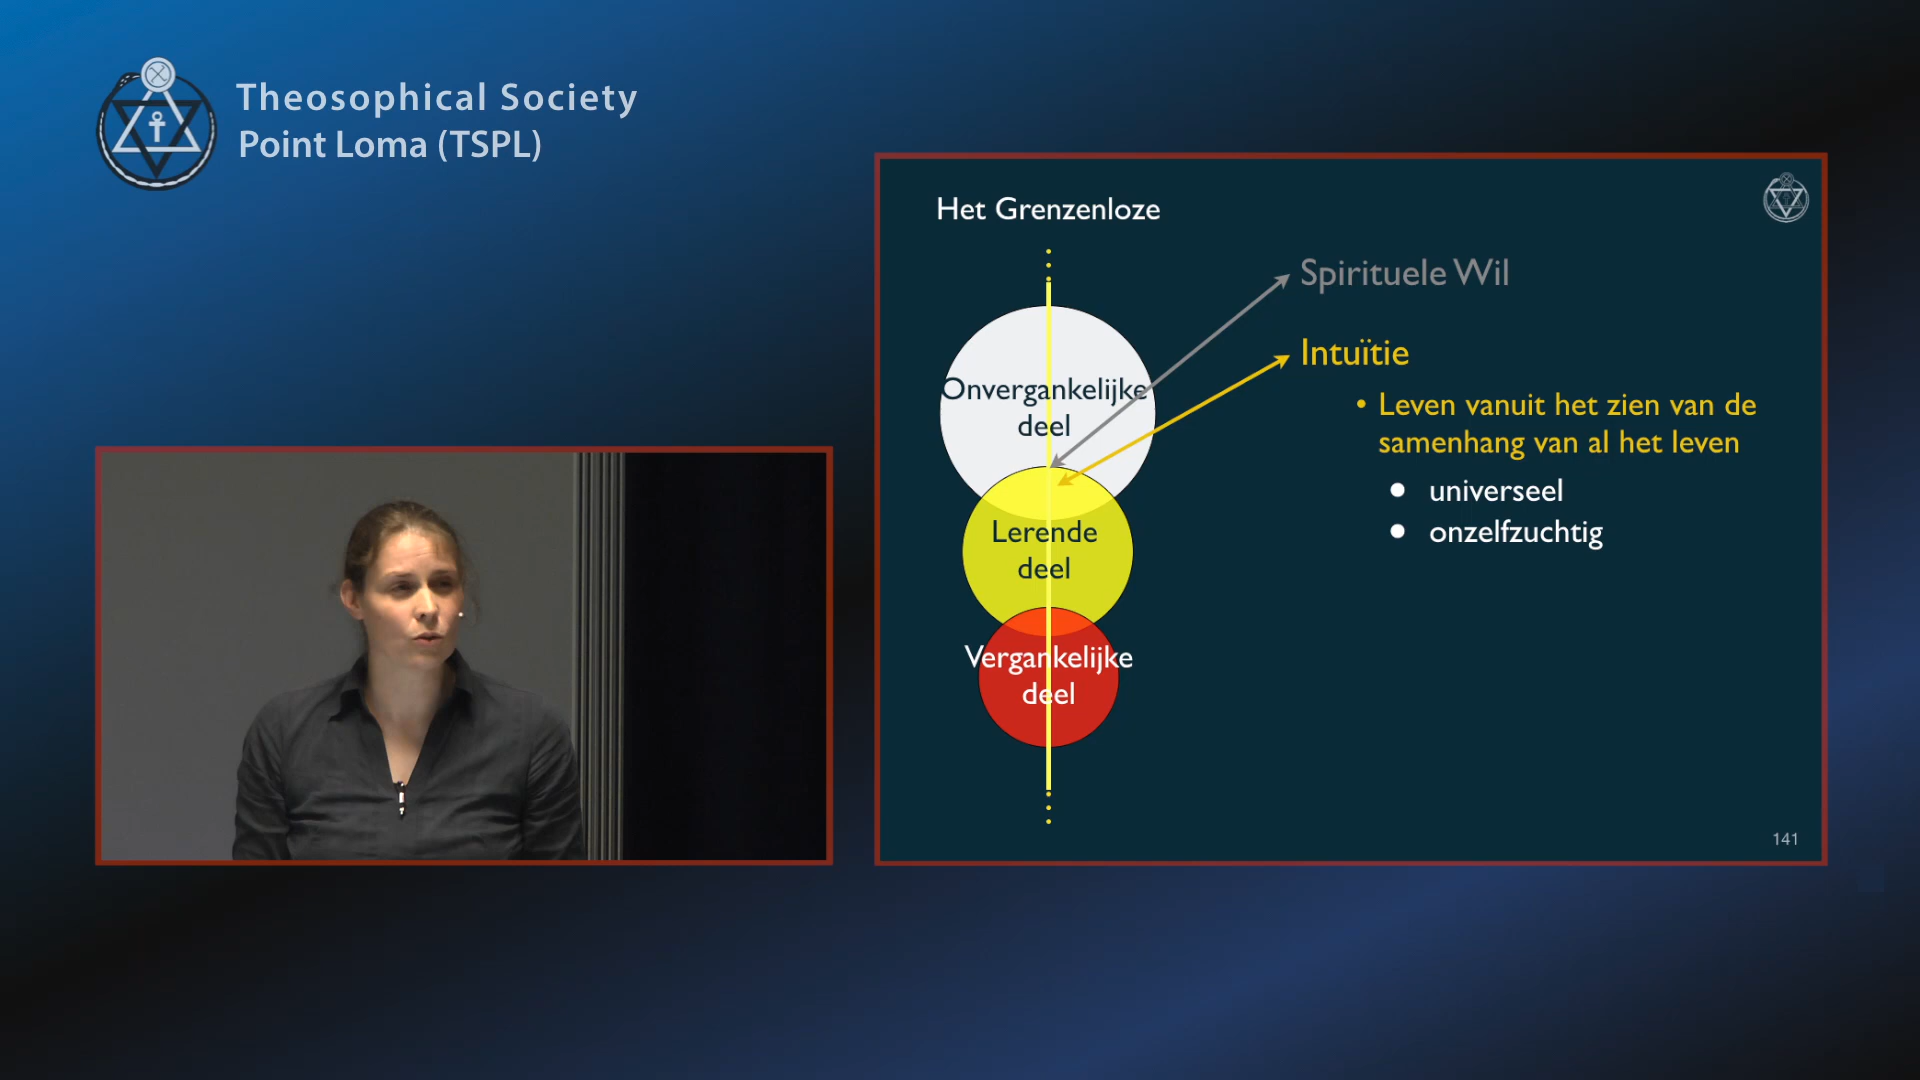 Theosophical Society
Point Loma (TSPL)
Het Grenzenloze
Spirituele Wil
Intuïtie
• Leven vanuit het zien van de
samenhang van al het leven
● universeel
● onzelfzuchtig
Onvergankelijke
deel
Lerende
deel
Vergankelijke
deel
141